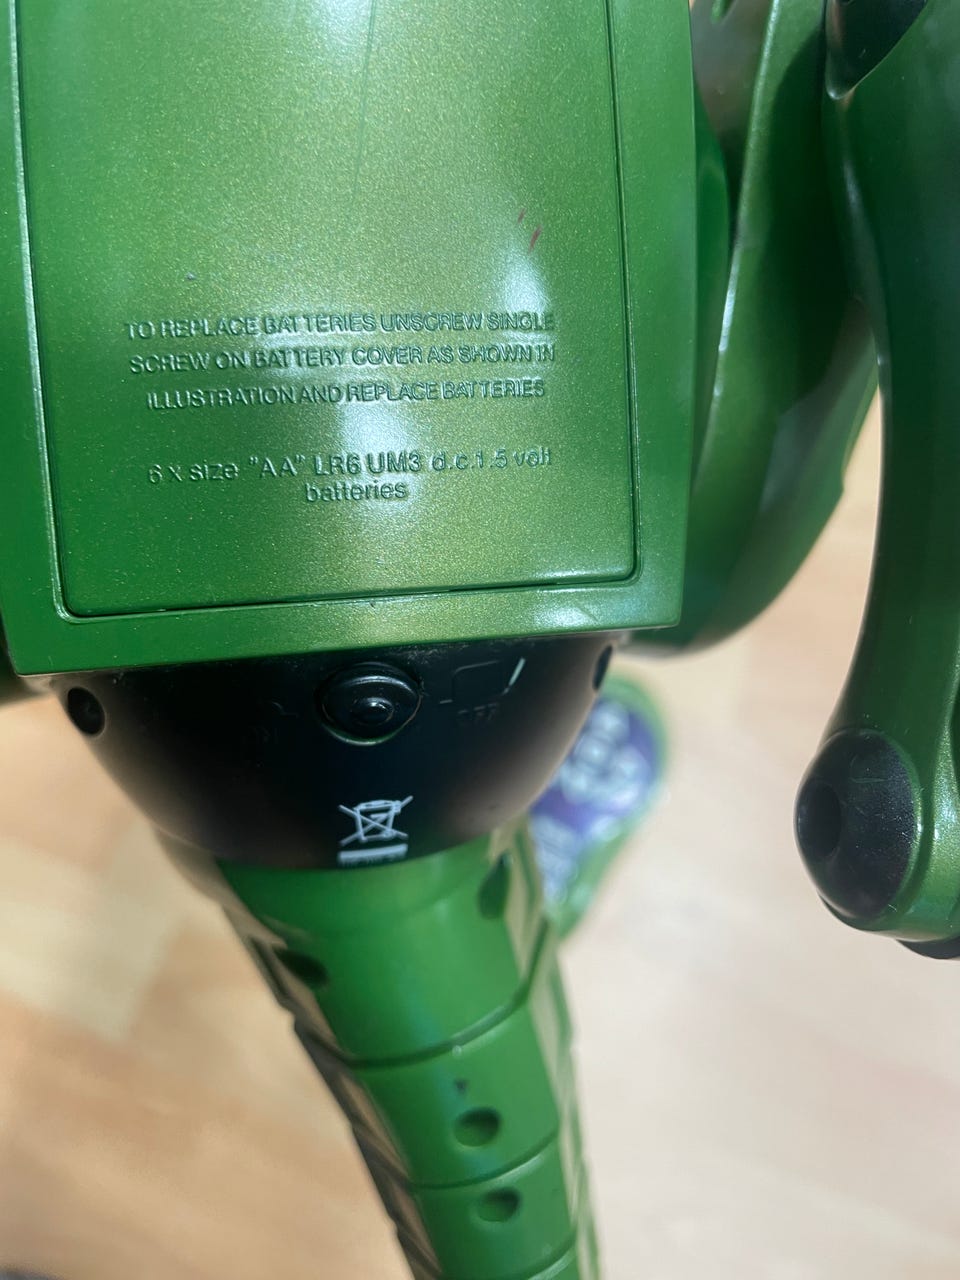 TO REPLACE BATTERIES UNSCREW SINGLE
SCREW ON BATTERY COVER AS SHOWN IN
ILLUSTRATION AND REPLACE BATTERIES
6 x size "AA" LR6 UM3 d.c.1.5 volt
batteries
OFF